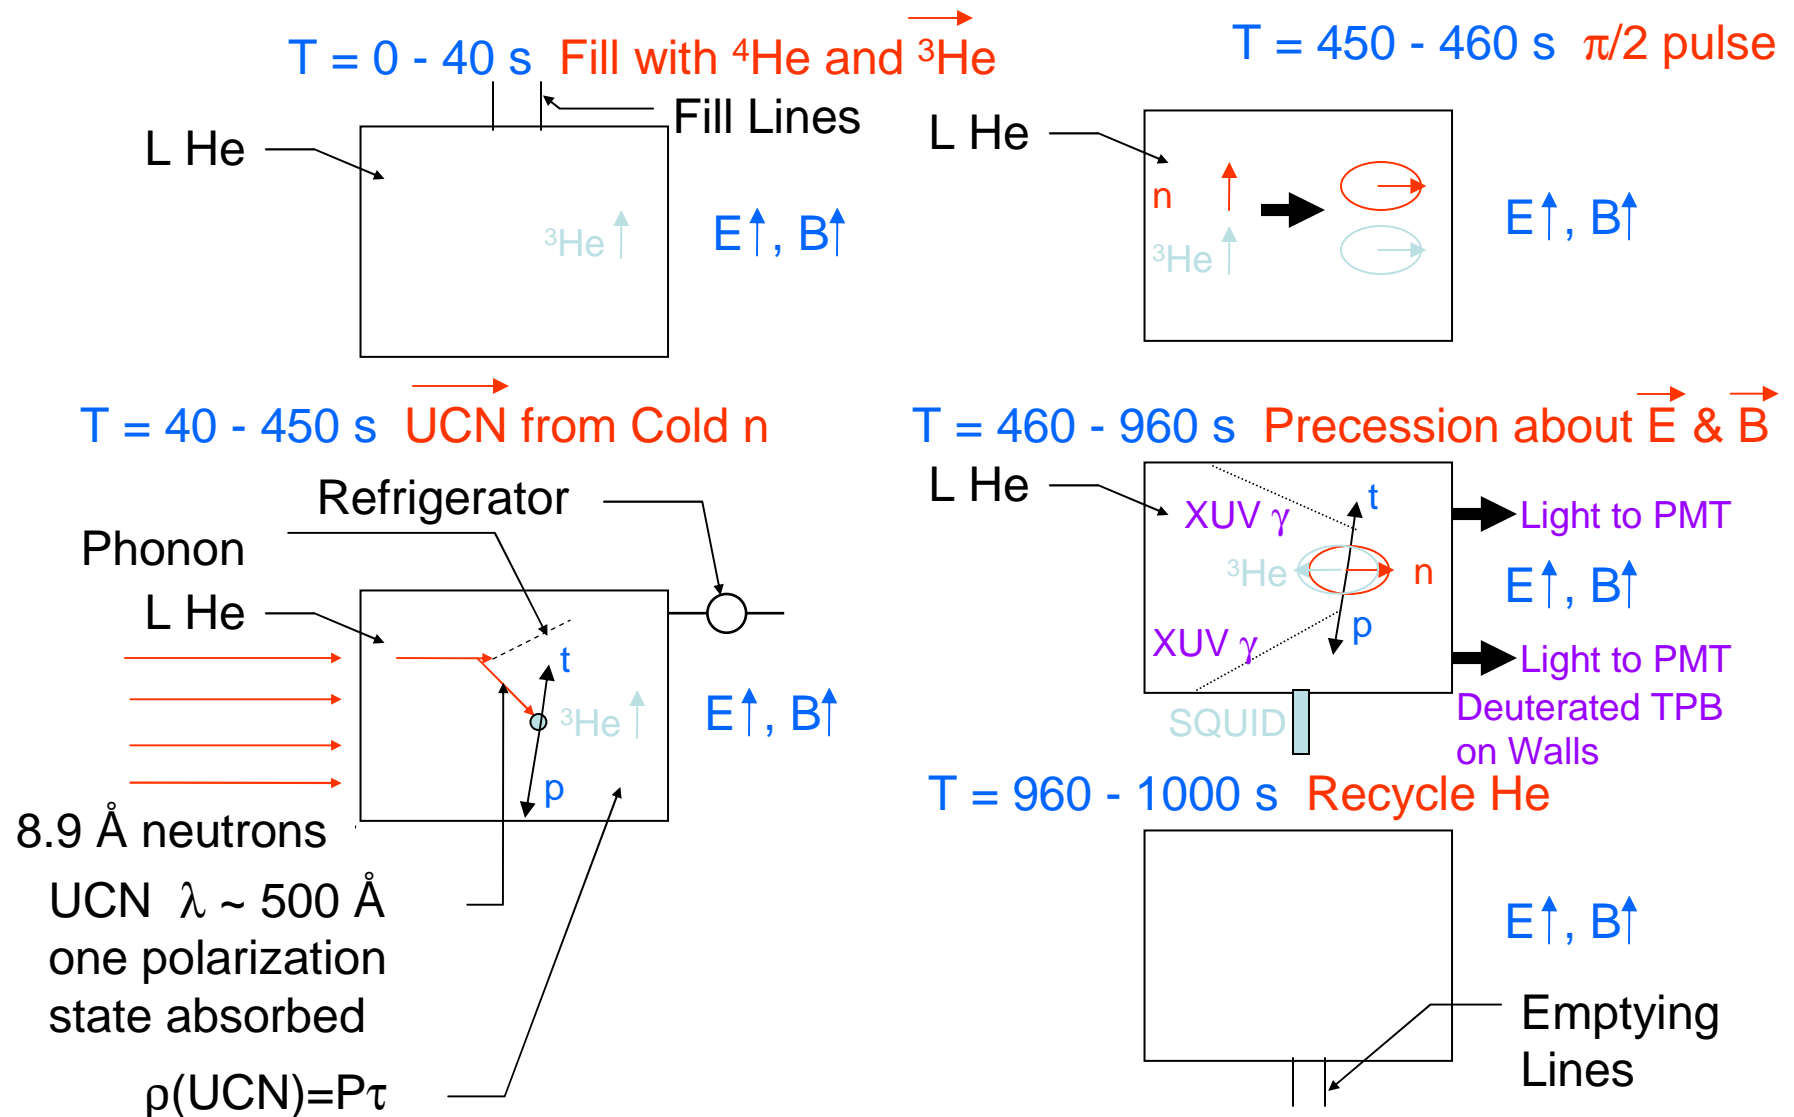 T = 0 - 40 s Fill with ⁴He and ³He
Fill Lines
L He
³He
E , B
T = 40 - 450 s UCN from Cold n
Refrigerator
Phonon
L He
t
³He
p
E , B
8.9 Å neutrons
UCN λ ~ 500 Å
one polarization
state absorbed
ρ(UCN)=Pτ
T = 450 - 460 s π/2 pulse
L He
n
³He
E , B
T = 460 - 960 s Precession about E & B
L He
XUV γ
t
Light to PMT
³He
n
E , B
XUV γ
p
Light to PMT
SQUID
Deuterated TPB
on Walls
T = 960 - 1000 s Recycle He
E , B
Emptying
Lines